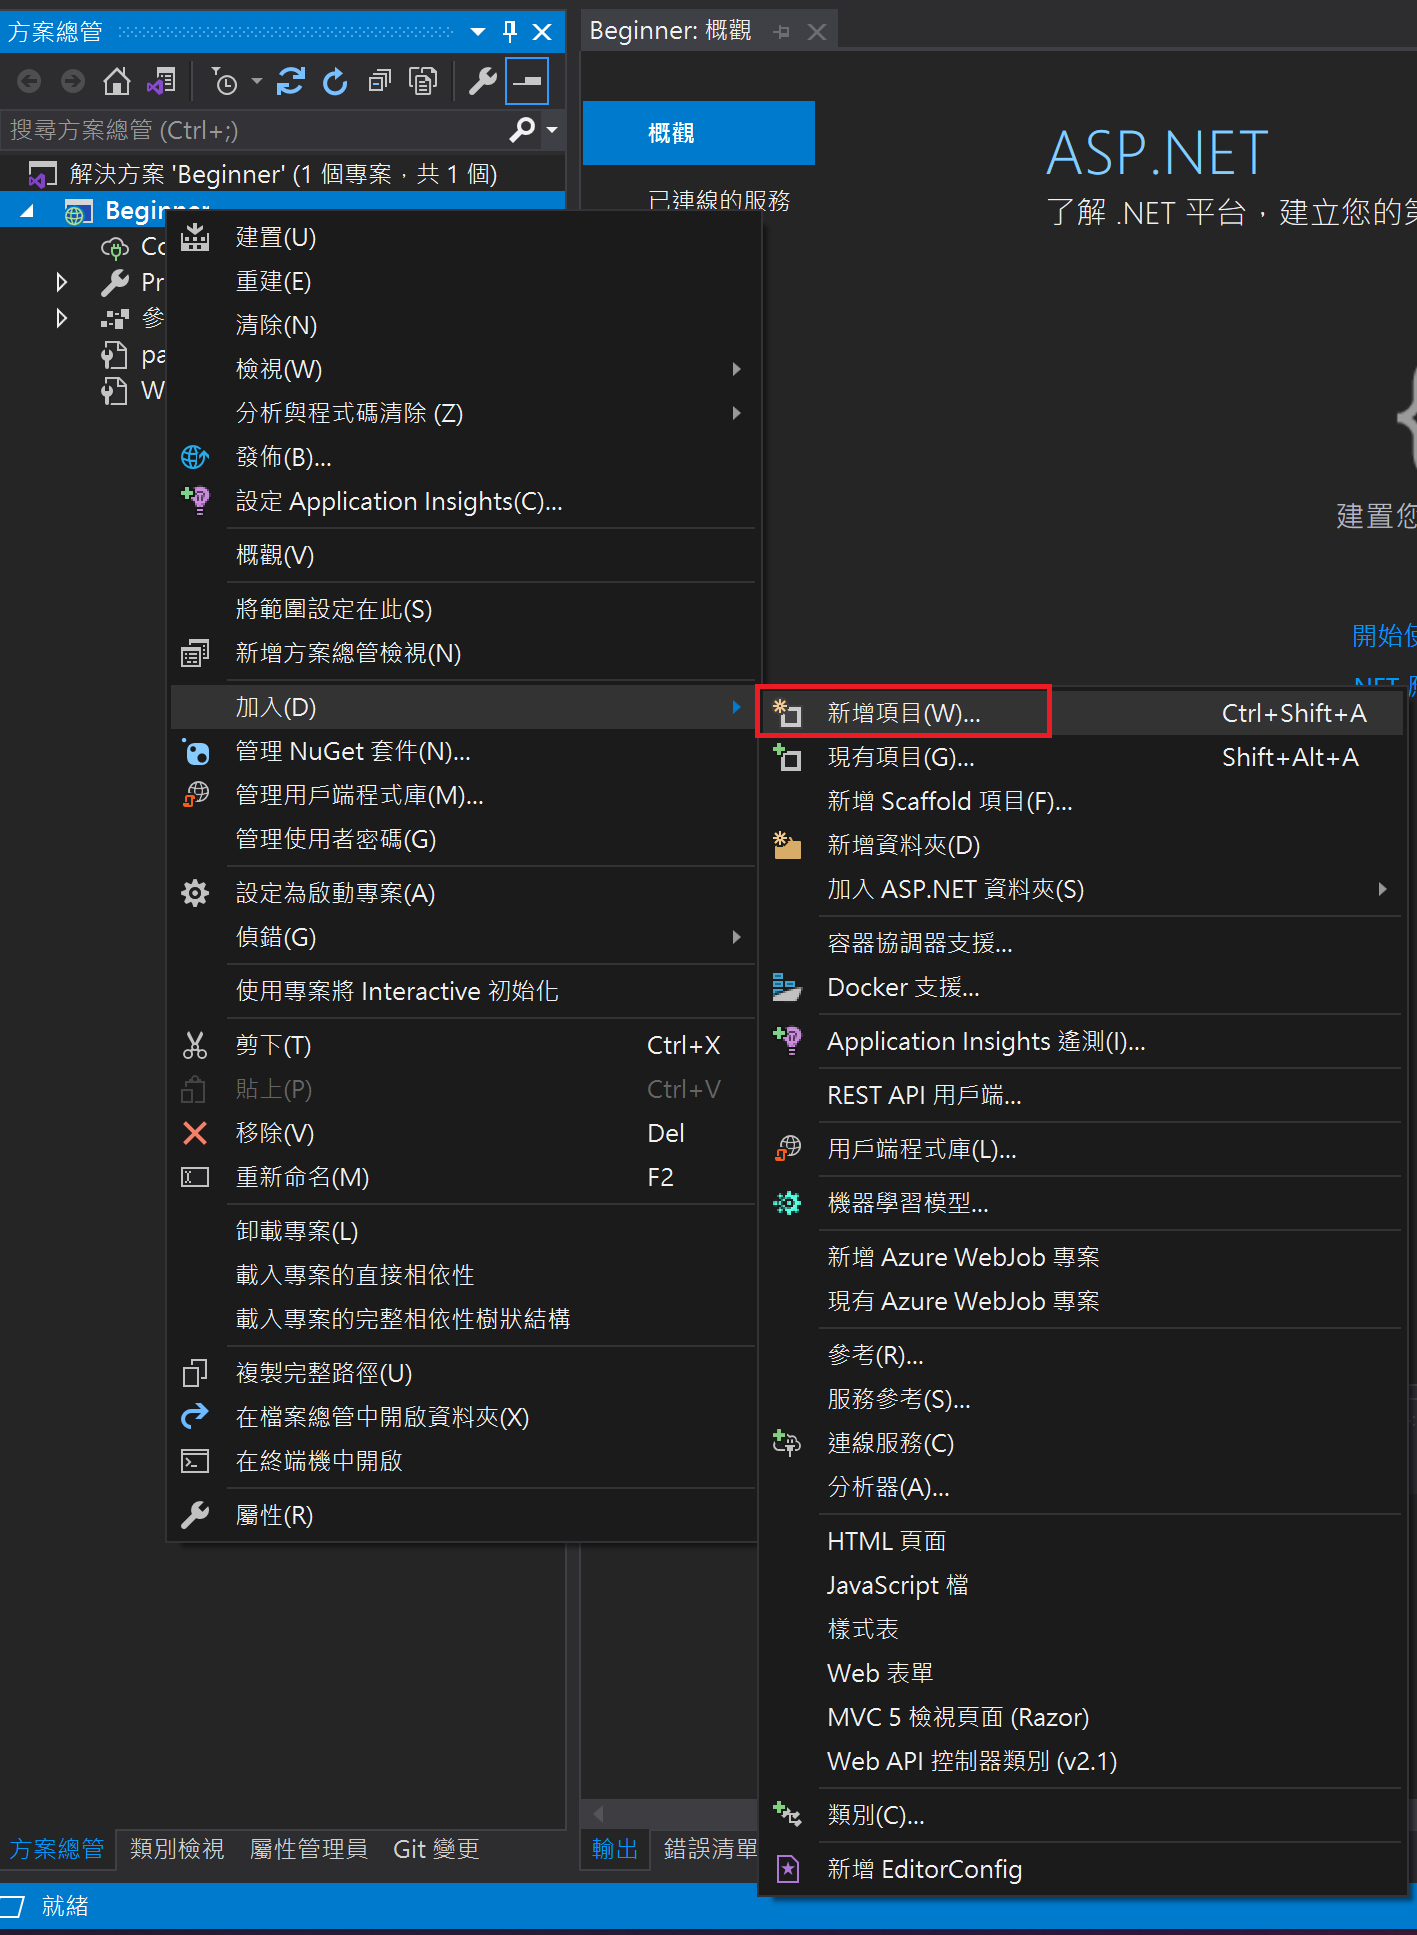 方案總管
搜尋方案總管 (Ctrl+;)
解決方案 'Beginner' (1 個專案，共 1 個)
Beginner
Co
Pr
參
pa
W
建置(U)
重建(E)
清除(N)
檢視(W)
分析與程式碼清除 (Z)
發佈(B)...
設定 Application Insights(C)...
概觀(V)
將範圍設定在此(S)
新增方案總管檢視(N)
加入(D)
管理 NuGet 套件(N)...
管理用戶端程式庫(M)...
管理使用者密碼(G)
設定為啟動專案(A)
偵錯(G)
使用專案將 Interactive 初始化
剪下(T) Ctrl+X
貼上(P) Ctrl+V
移除(V) Del
重新命名(M) F2
卸載專案(L)
載入專案的直接相依性
載入專案的完整相依性樹狀結構
複製完整路徑(U)
在檔案總管中開啟資料夾(X)
在終端機中開啟
屬性(R)
Beginner: 概觀
概觀
已連線的服務
ASP.NET
了解 .NET 平台，建立您的第
建置您
開始使
.NET 應
新增項目(W)... Ctrl+Shift+A
現有項目(G)... Shift+Alt+A
新增 Scaffold 項目(F)...
新增資料夾(D)
加入 ASP.NET 資料夾(S)
容器協調器支援...
Docker 支援...
Application Insights 遙測(I)...
REST API 用戶端...
用戶端程式庫(L)...
機器學習模型...
新增 Azure WebJob 專案
現有 Azure WebJob 專案
參考(R)...
服務參考(S)...
連線服務(C)
分析器(A)...
HTML 頁面
JavaScript 檔
樣式表
Web 表單
MVC 5 檢視頁面 (Razor)
Web API 控制器類別 (v2.1)
類別(C)...
新增 EditorConfig
方案總管 類別檢視 屬性管理員 Git 變更
輸出 錯誤清單
就緒